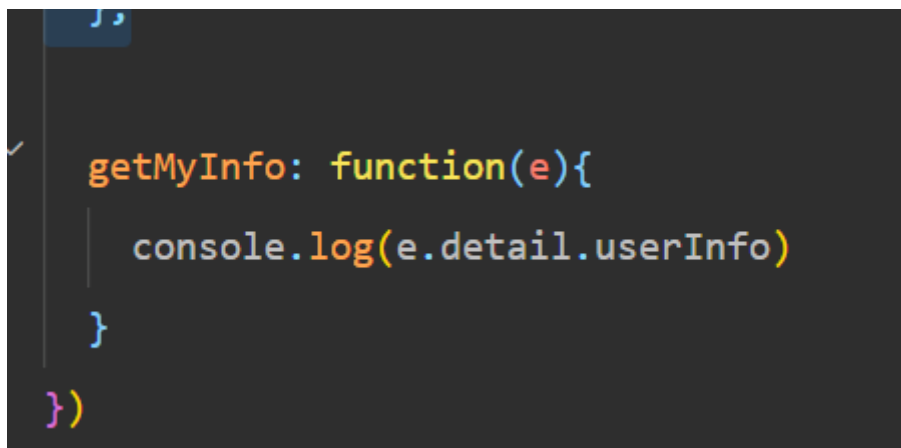 },
getMyInfo: function(e){
console.log(e.detail.userInfo)
}
})